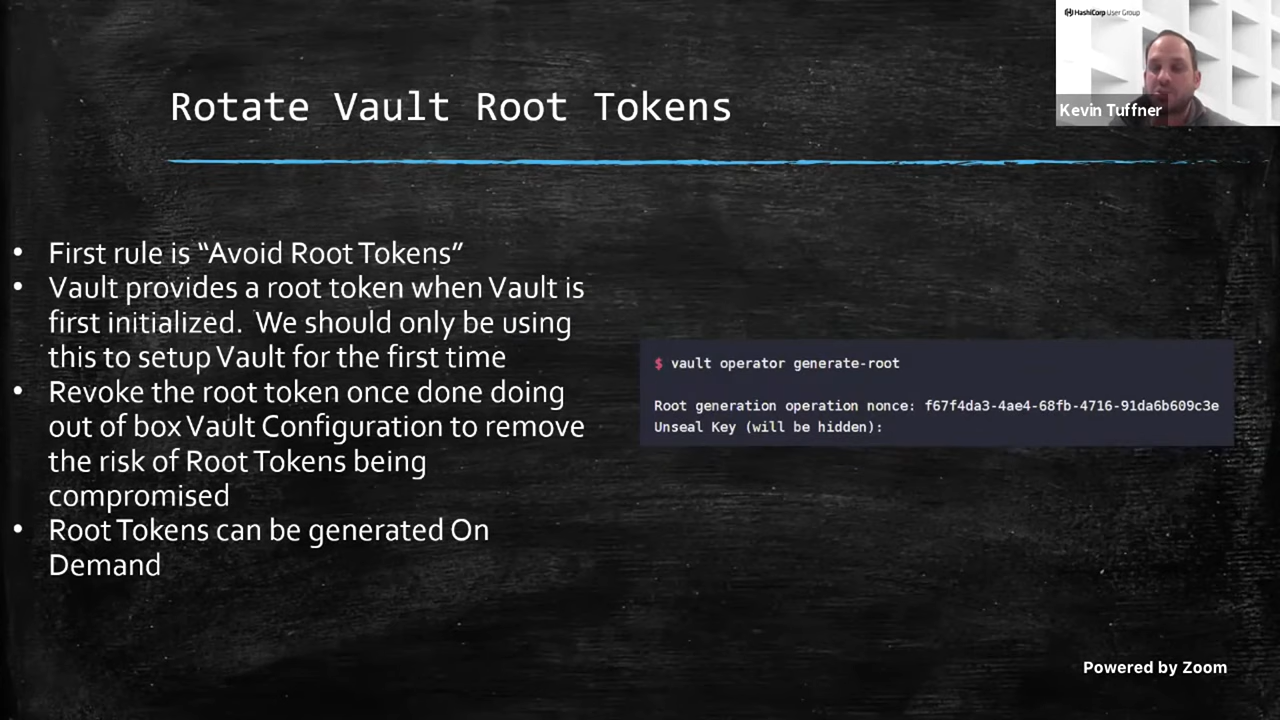 HashiCorp User Group
Kevin Tuffner
Rotate Vault Root Tokens
• First rule is “Avoid Root Tokens”
• Vault provides a root token when Vault is
first initialized. We should only be using
this to setup Vault for the first time
• Revoke the root token once done doing
out of box Vault Configuration to remove
the risk of Root Tokens being
compromised
• Root Tokens can be generated On
Demand
$ vault operator generate-root
Root generation operation nonce: f67f4da3-4ae4-68fb-4716-91da6b609c3e
Unseal Key (will be hidden):
Powered by Zoom